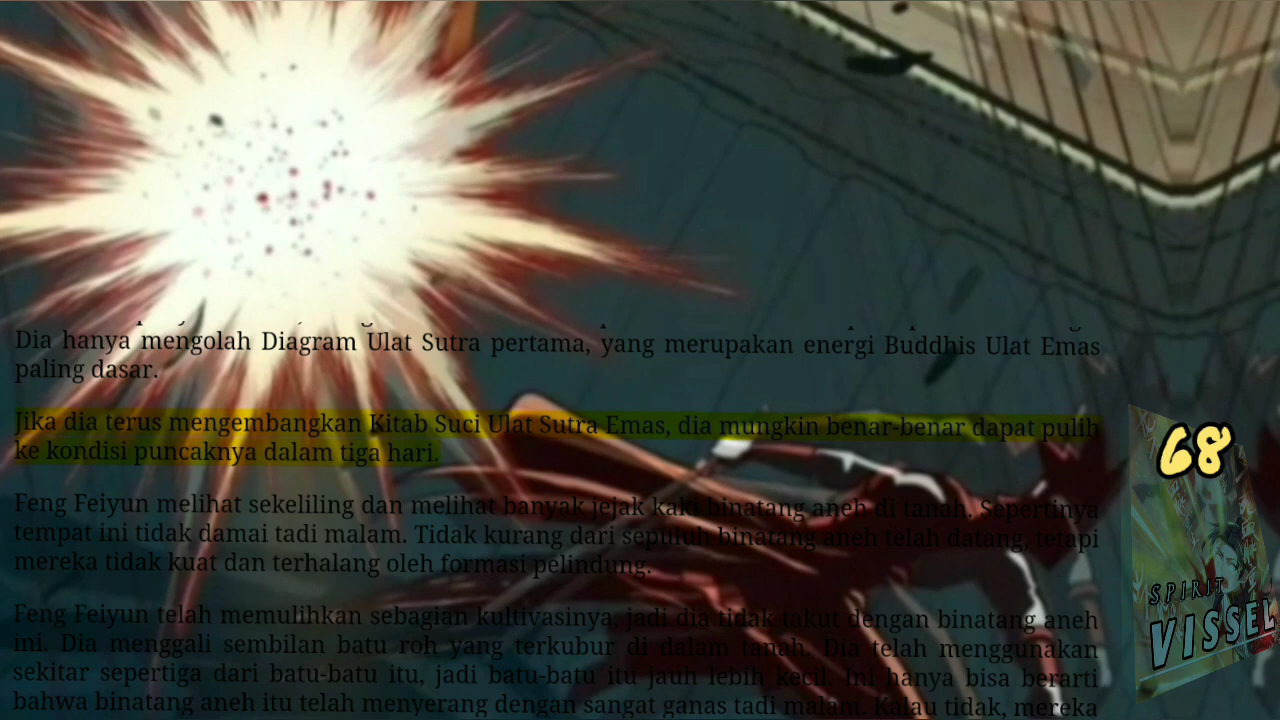 Dia hanya mengolah Diagram Ulat Sutra pertama, yang merupakan energi Buddhis Ulat Emas
paling dasar.
Jika dia terus mengembangkan Kitab Suci Ulat Sutra Emas, dia mungkin benar-benar dapat pulih
ke kondisi puncaknya dalam tiga hari.
Feng Feiyun melihat sekeliling dan melihat banyak jejak kaki binatang aneh di tanah. Sepertinya
tempat ini tidak damai tadi malam. Tidak kurang dari sepuluh binatang aneh telah datang, tetapi
mereka tidak kuat dan terhalang oleh formasi pelindung.
Feng Feiyun telah memulihkan sebagian kultivasinya, jadi dia tidak takut dengan binatang aneh
ini. Dia menggali sembilan batu roh yang terkubur di dalam tanah. Dia telah menggunakan
sekitar sepertiga dari batu-batu itu, jadi batu-batu itu jauh lebih kecil. Ini hanya bisa berarti
bahwa binatang aneh itu telah menyerang dengan sangat ganas tadi malam. Kalau tidak, mereka
68
SPIRIT
VISSEL